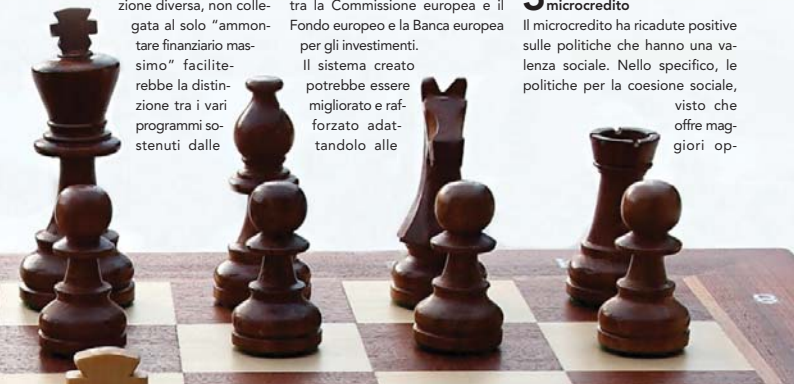 zione diversa, non colle-
gata al solo “ammon-
tare finanziario mas-
simo” facilite-
rebbe la distin-
zione tra i vari
programmi so-
stenuti dalle
tra la Commissione europea e il
Fondo europeo e la Banca europea
per gli investimenti.
Il sistema creato
potrebbe essere
migliorato e raf-
forzato adat-
tandolo alle
microcredito
Il microcredito ha ricadute positive
sulle politiche che hanno una va-
lenza sociale. Nello specifico, le
politiche per la coesione sociale,
visto che
offre mag-
giori op-